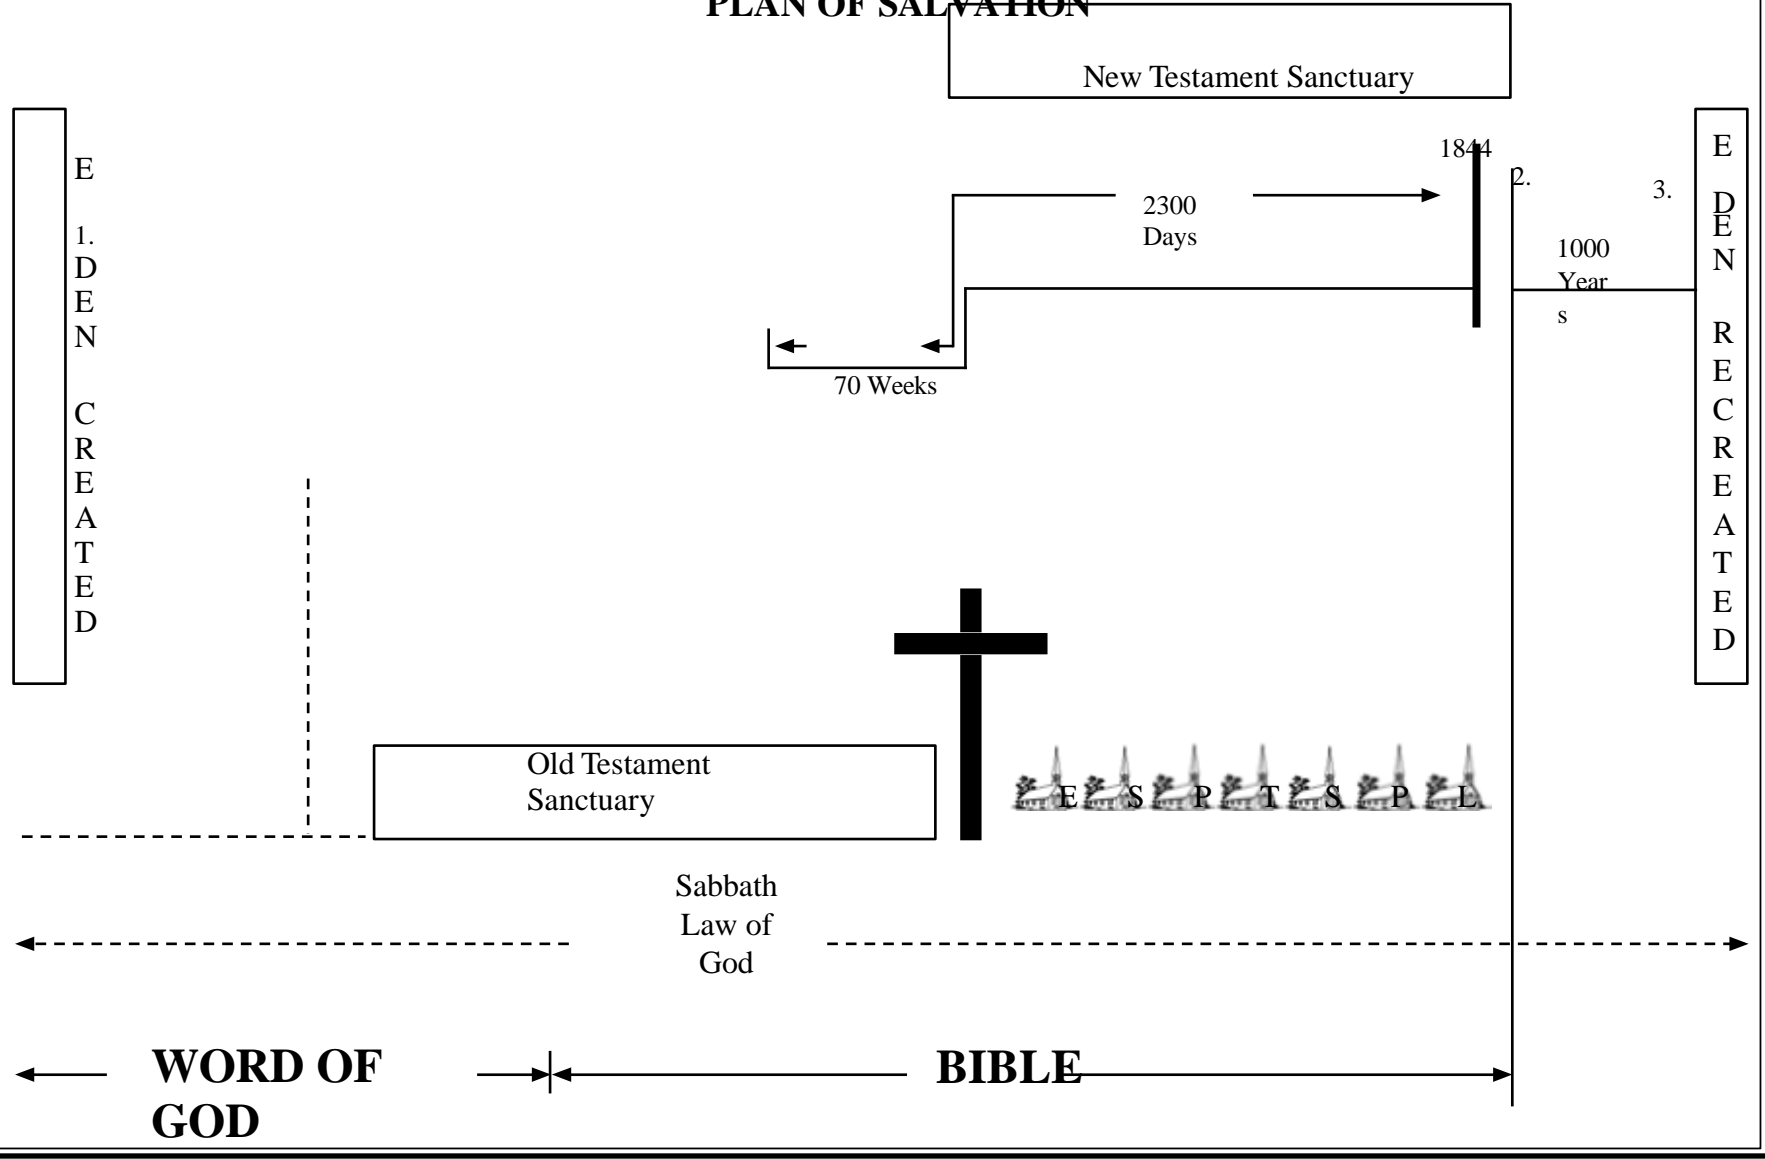 PLAN OF SALVATION
New Testament Sanctuary
E
1.
D
E
N
C
R
E
A
T
E
D
1844
2.
3.
2300
Days
1000
Year
s
70 Weeks
E
D
E
N
R
E
C
R
E
A
T
E
D
Old Testament
Sanctuary
E S P T S P L
Sabbath
Law of
God
WORD OF
GOD
BIBLE